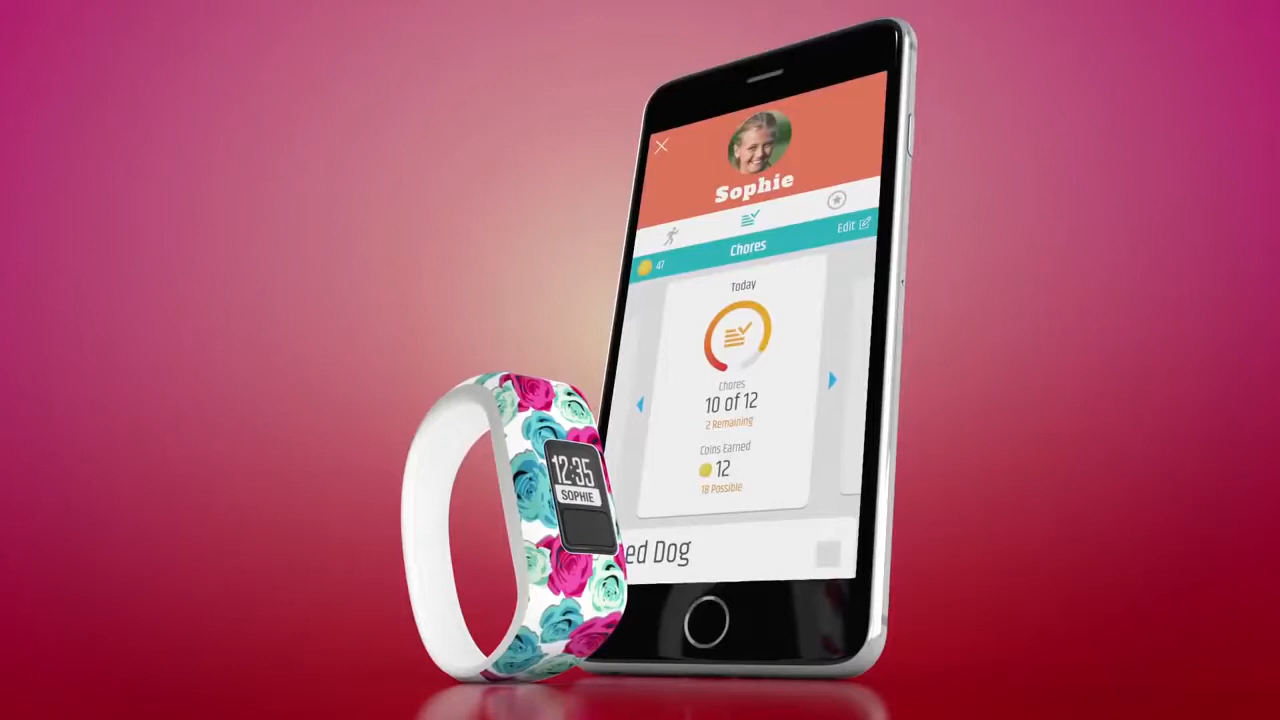 Sophie
Edit
Chores
47
Today
Chores
10 of 12
2 Remaining
Coins Earned
12
18 Possible
Dog
12:35
SOPHIE